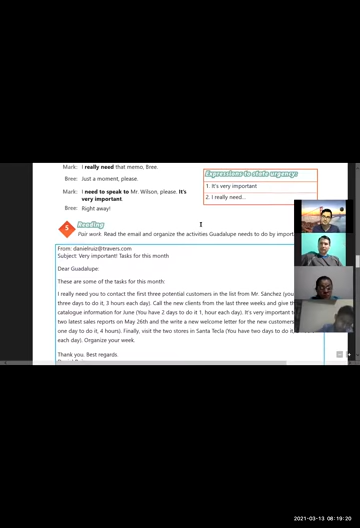 Mark: I really need that memo, Bree.
Bree: Just a moment, please.
Mark: I need to speak to Mr. Wilson, please. It's
very important.
Bree: Right away!
Expressions to state urgency:
1. It's very important
2. I really need...
5 Reading
Pair work. Read the email and organize the activities Guadalupe needs to do by
From: danielruiz@travers.com
Subject: Very important! Tasks for this month
Dear Guadalupe:
These are some of the tasks for this month:
I really need you to contact the first three potential customers in the list from Mr. Sánchez (you
three days to do it, 3 hours each day). Call the new clients from the last three weeks and give
catalogue information for June (You have 2 days to do it 1, hour each day). It's very important
two latest sales reports on May 26th and the write a new welcome letter for the new customers
one day to do it, 4 hours). Finally, visit the two stores in Santa Tecla (You have two days to do it,
each day). Organize your week.
Thank you. Best regards.
2021-03-13 08:19:20